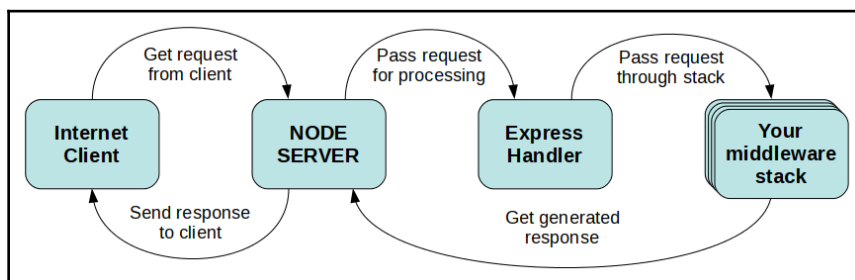 Get request
from client
Pass request
for processing
Pass request
through stack
Internet
Client
NODE
SERVER
Express
Handler
Your
middleware
stack
Send response
to client
Get generated
response